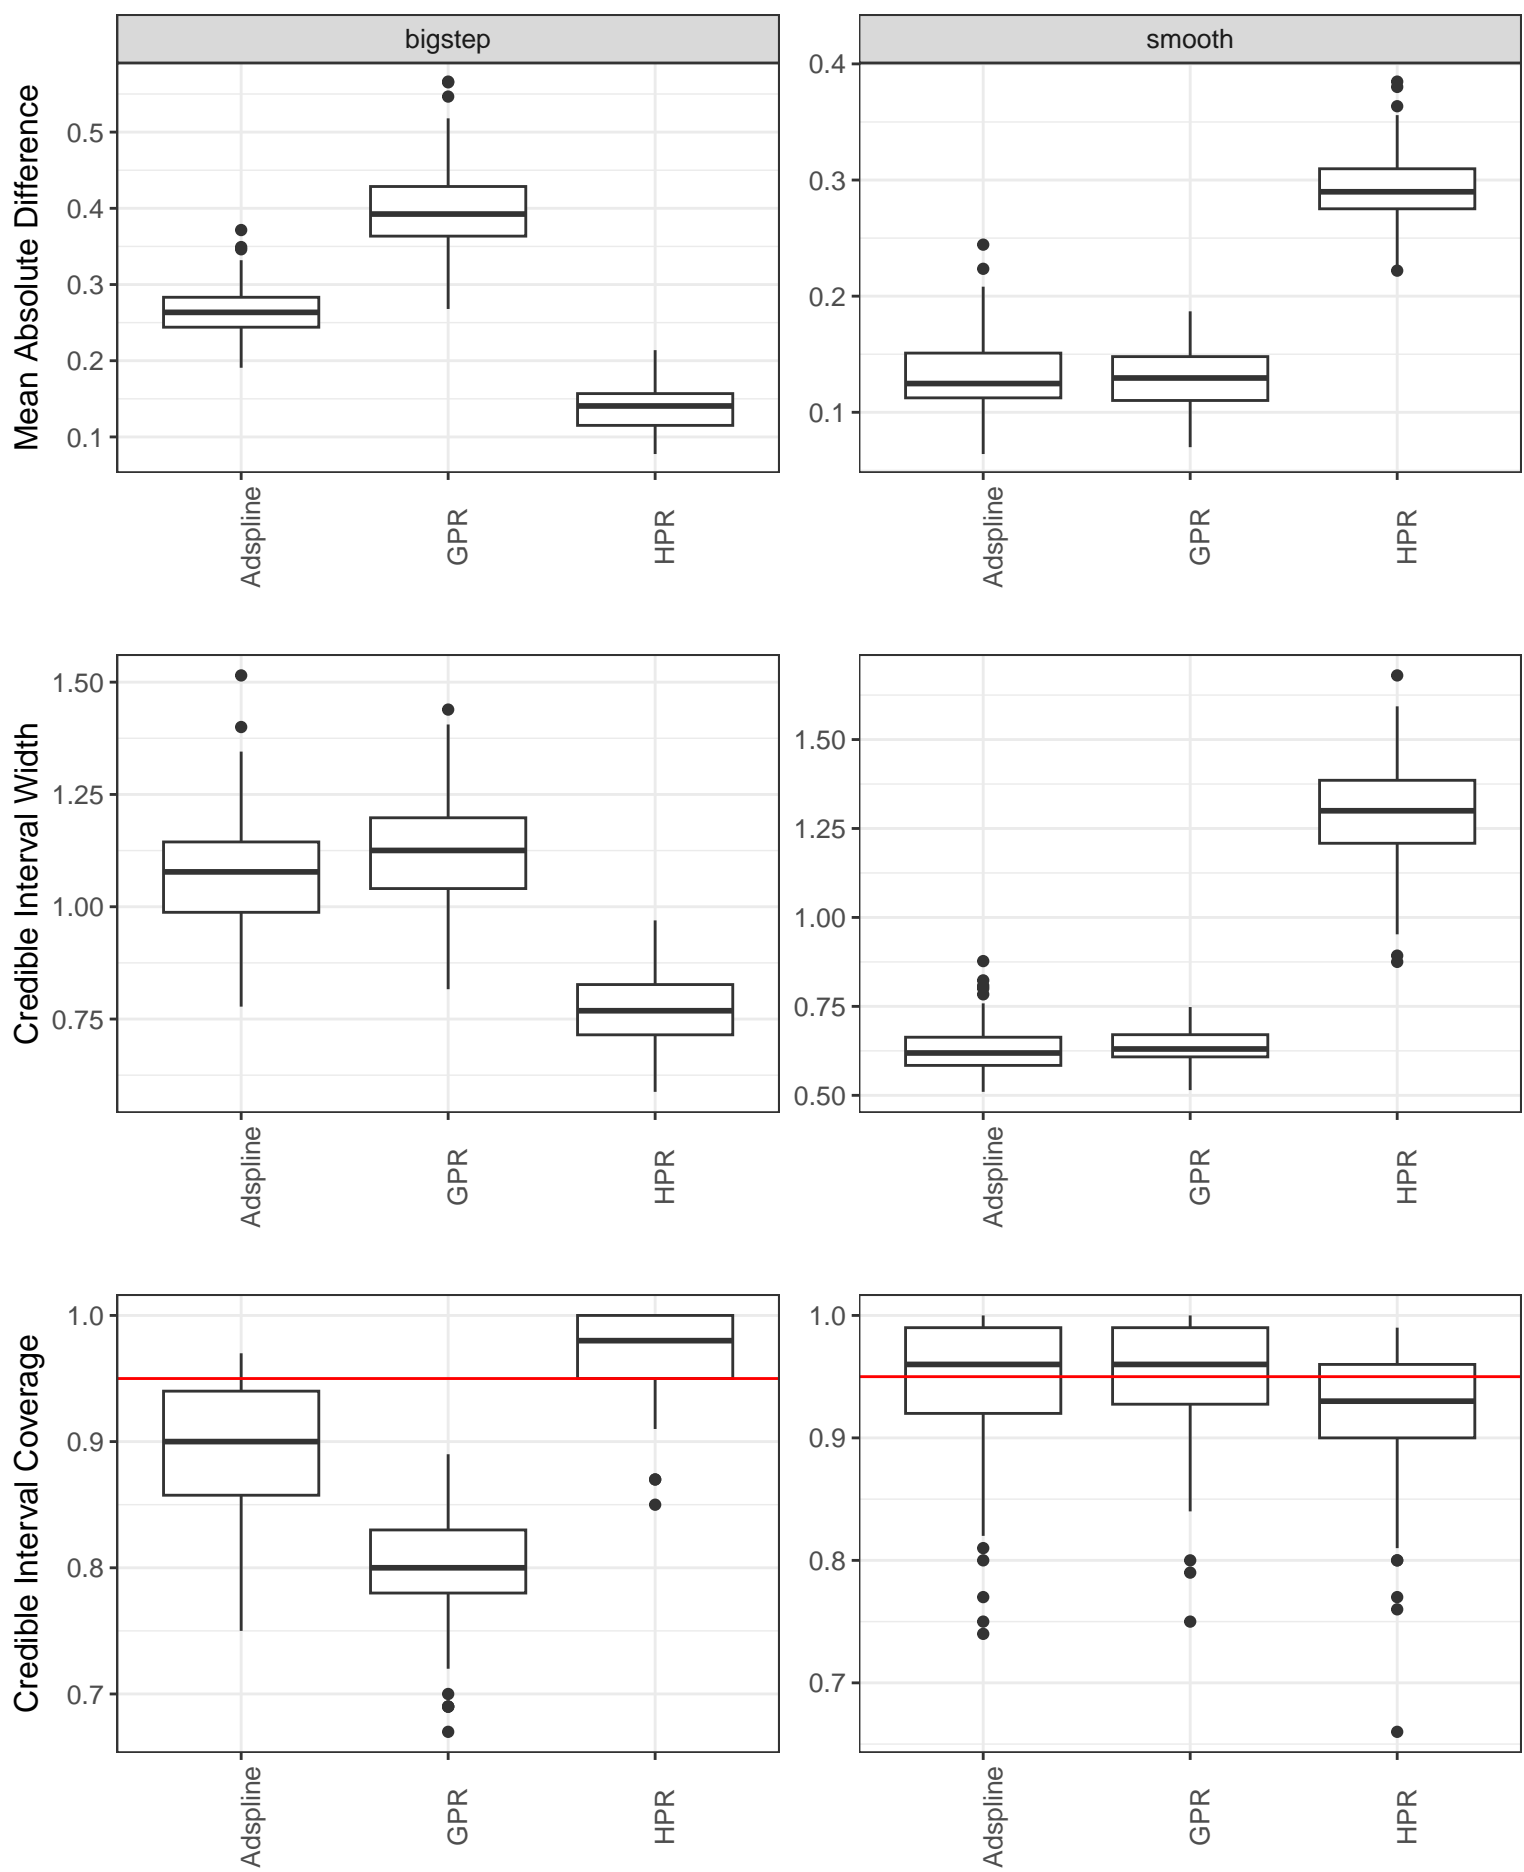 bigstep
smooth
Mean Absolute Difference
0.5
0.4
0.3
0.2
0.1
0.4
0.3
0.2
0.1
Adspline
GPR
HPR
Adspline
GPR
HPR
Credible Interval Width
1.50
1.25
1.00
0.75
1.50
1.25
1.00
0.75
0.50
Adspline
GPR
HPR
Adspline
GPR
HPR
Credible Interval Coverage
1.0
0.9
0.8
0.7
1.0
0.9
0.8
0.7
Adspline
GPR
HPR
Adspline
GPR
HPR